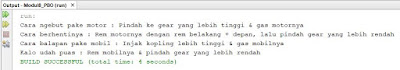 Output - Modul8_PBO (run)
run:
Cara ngebut pake motor : Pindah ke gear yang lebih tinggi & gas motornya
Cara berhentinya : Rem motornya dengan rem belakang + depan, lalu pindah gear yang lebih rendah
Cara balapan pake mobil : Injak kopling lebih tinggi & gas mobilnya
Kalo udah puas : Rem mobilnya & pindah gear yang lebih rendah
BUILD SUCCESSFUL (total time: 4 seconds)